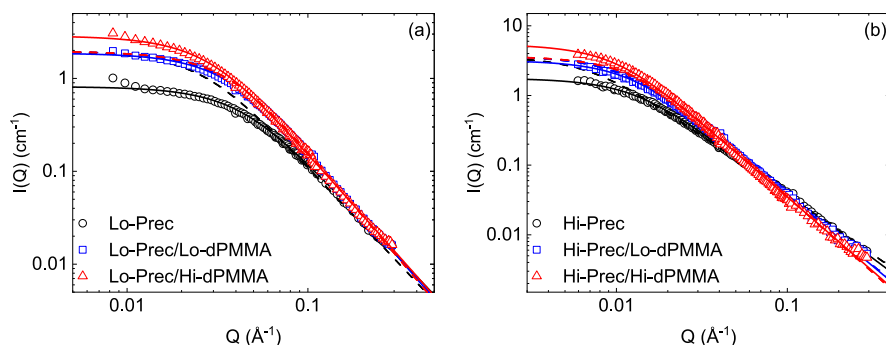 (a)
I(Q) (cm⁻¹)
1
0.1
0.01
Lo-Prec
Lo-Prec/Lo-dPMMA
Lo-Prec/Hi-dPMMA
0.01
0.1
Q (Å⁻¹)
(b)
I(Q) (cm⁻¹)
10
1
0.1
0.01
Hi-Prec
Hi-Prec/Lo-dPMMA
Hi-Prec/Hi-dPMMA
0.01
0.1
Q (Å⁻¹)